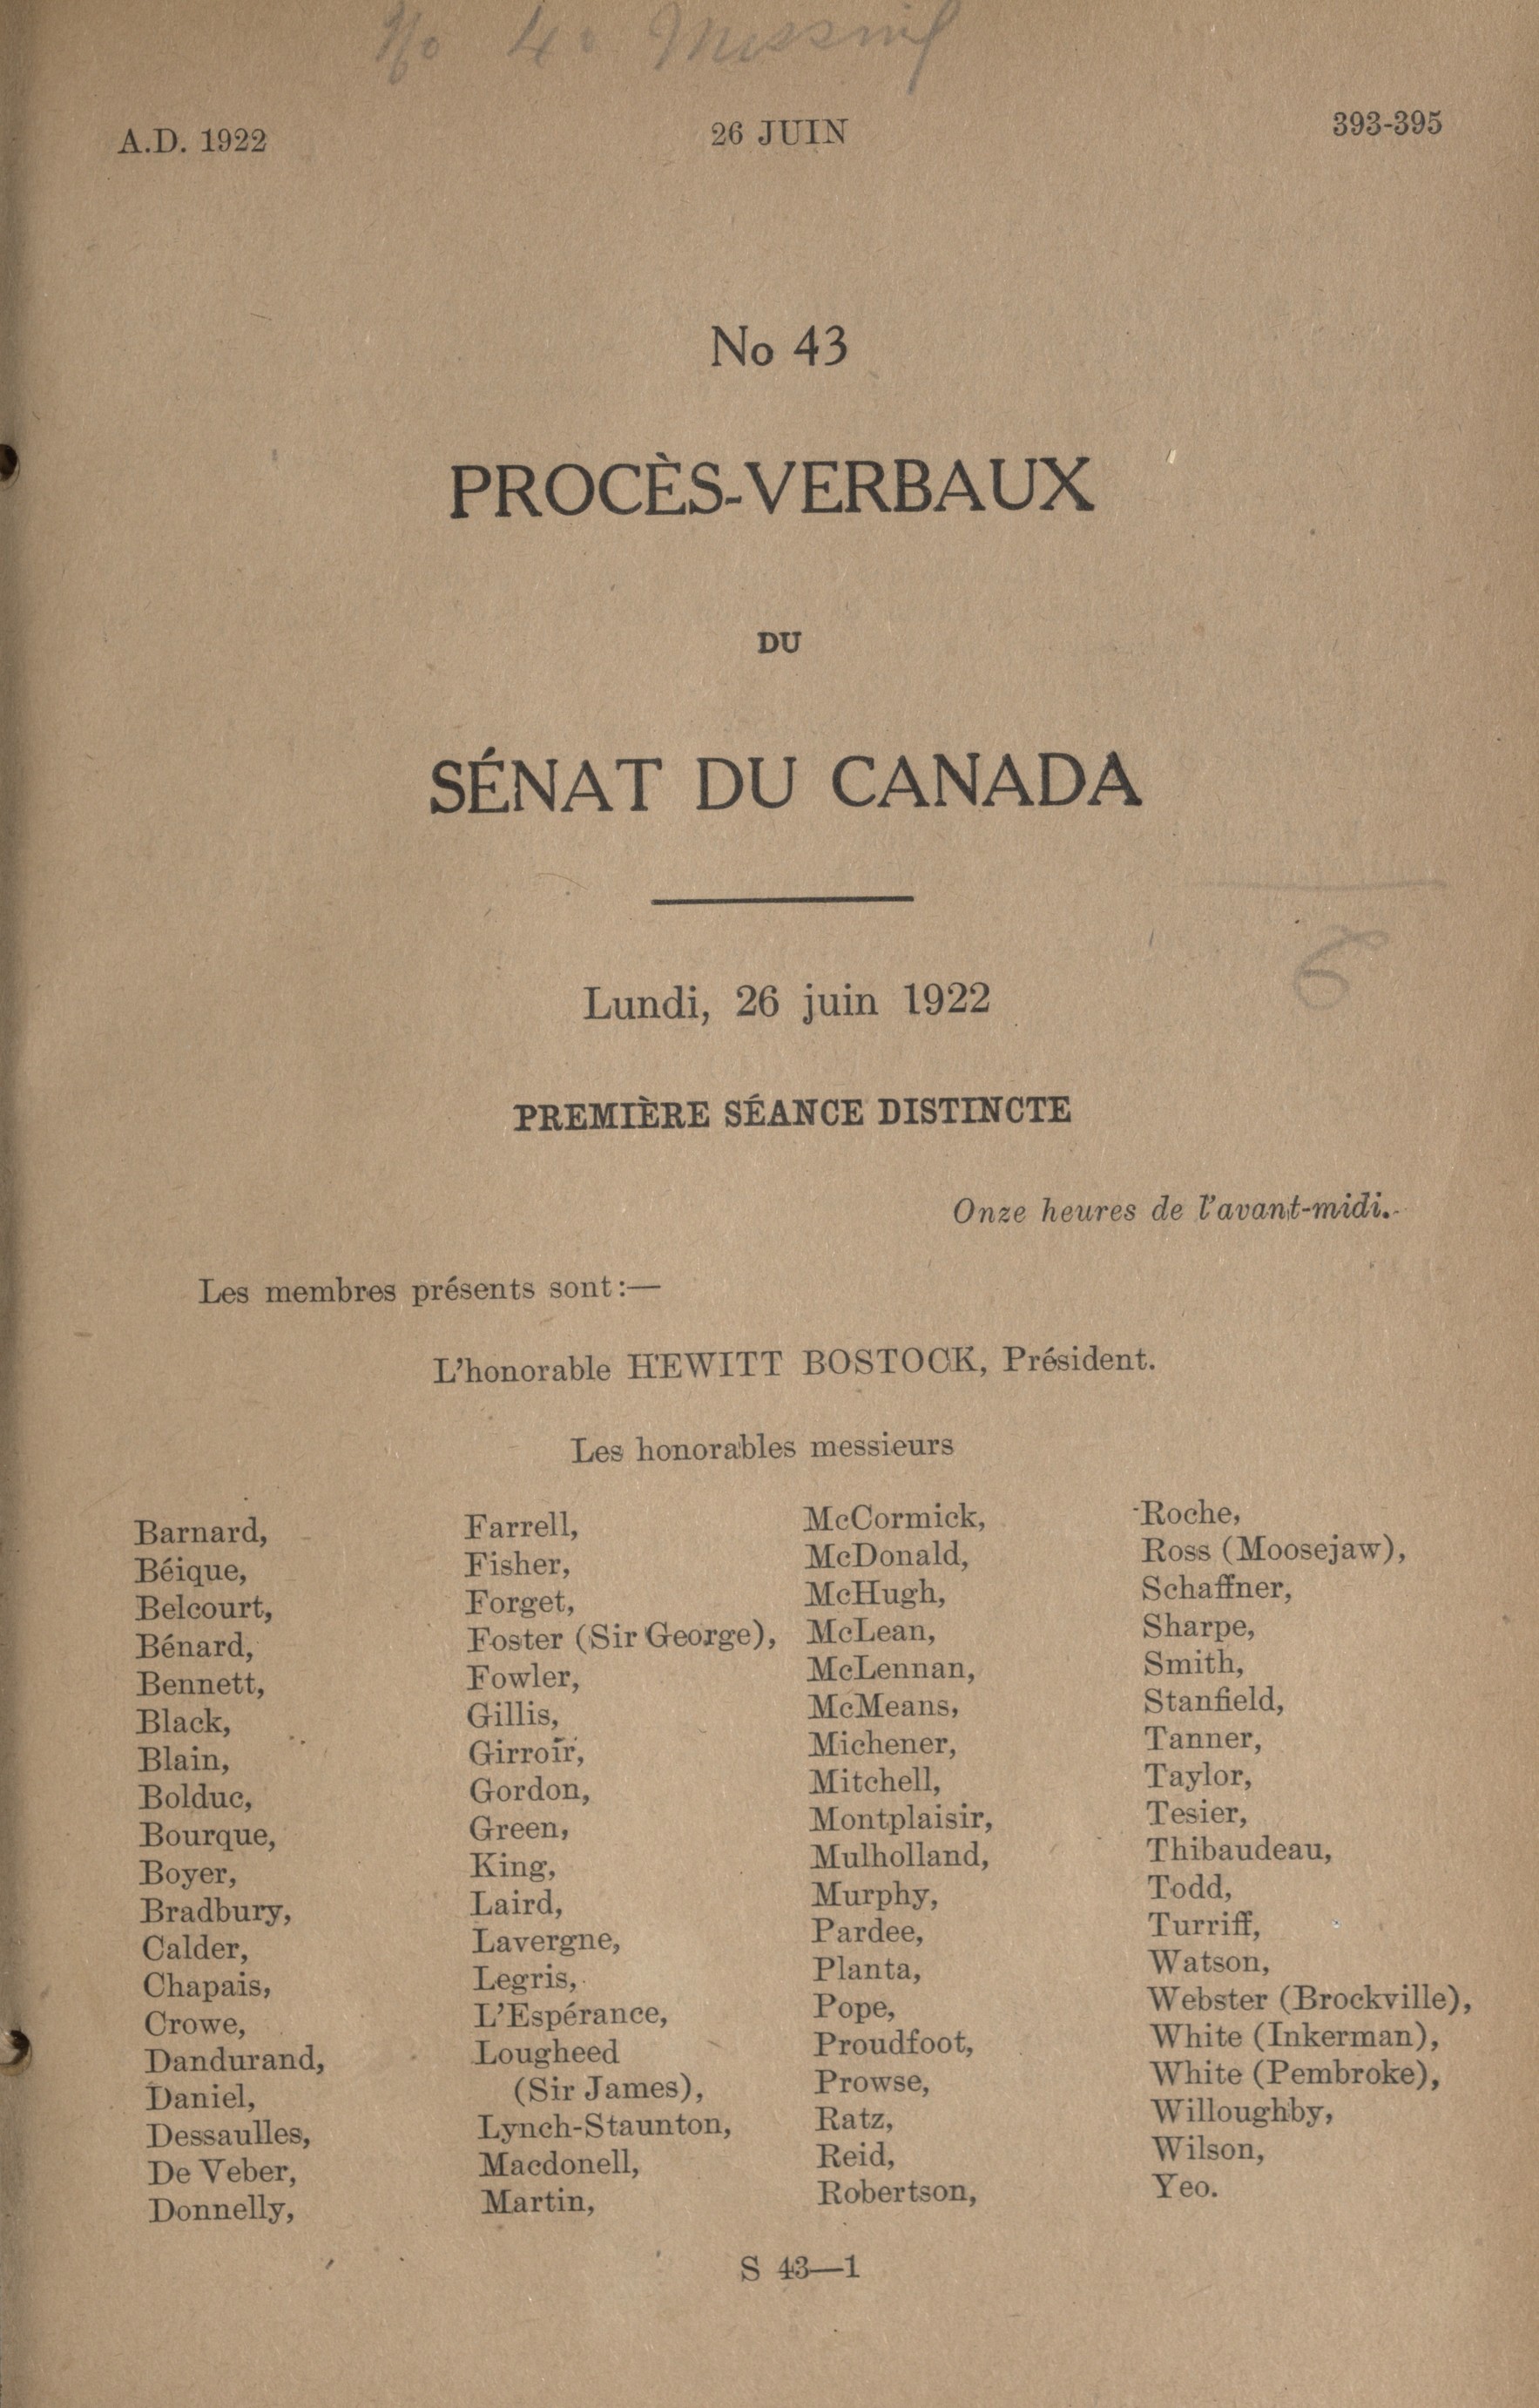 No 40 Missing
A.D. 1922
26 JUIN
393-395
No 43
PROCÈS-VERBAUX
DU
SÉNAT DU CANADA
6
Lundi, 26 juin 1922
PREMIÈRE SÉANCE DISTINCTE
Onze heures de l'avant-midi.
Les membres présents sont:—
L'honorable HEWITT BOSTOCK, Président.
Les honorables messieurs
Barnard,
Béique,
Belcourt,
Bénard,
Bennett,
Black,
Blain,
Bolduc,
Bourque,
Boyer,
Bradbury,
Calder,
Chapais,
Crowe,
Dandurand,
Daniel,
Dessaulles,
De Veber,
Donnelly,
Farrell,
Fisher,
Forget,
Foster (Sir George),
Fowler,
Gillis,
Girroir,
Gordon,
Green,
King,
Laird,
Lavergne,
Legris,
L'Espérance,
Lougheed
(Sir James),
Lynch-Staunton,
Macdonell,
Martin,
McCormick,
McDonald,
McHugh,
McLean,
McLennan,
McMeans,
Michener,
Mitchell,
Montplaisir,
Mulholland,
Murphy,
Pardee,
Planta,
Pope,
Proudfoot,
Prowse,
Ratz,
Reid,
Robertson,
Roche,
Ross (Moosejaw),
Schaffner,
Sharpe,
Smith,
Stanfield,
Tanner,
Taylor,
Tesier,
Thibaudeau,
Todd,
Turriff,
Watson,
Webster (Brockville),
White (Inkerman),
White (Pembroke),
Willoughby,
Wilson,
Yeo.
S 43—1